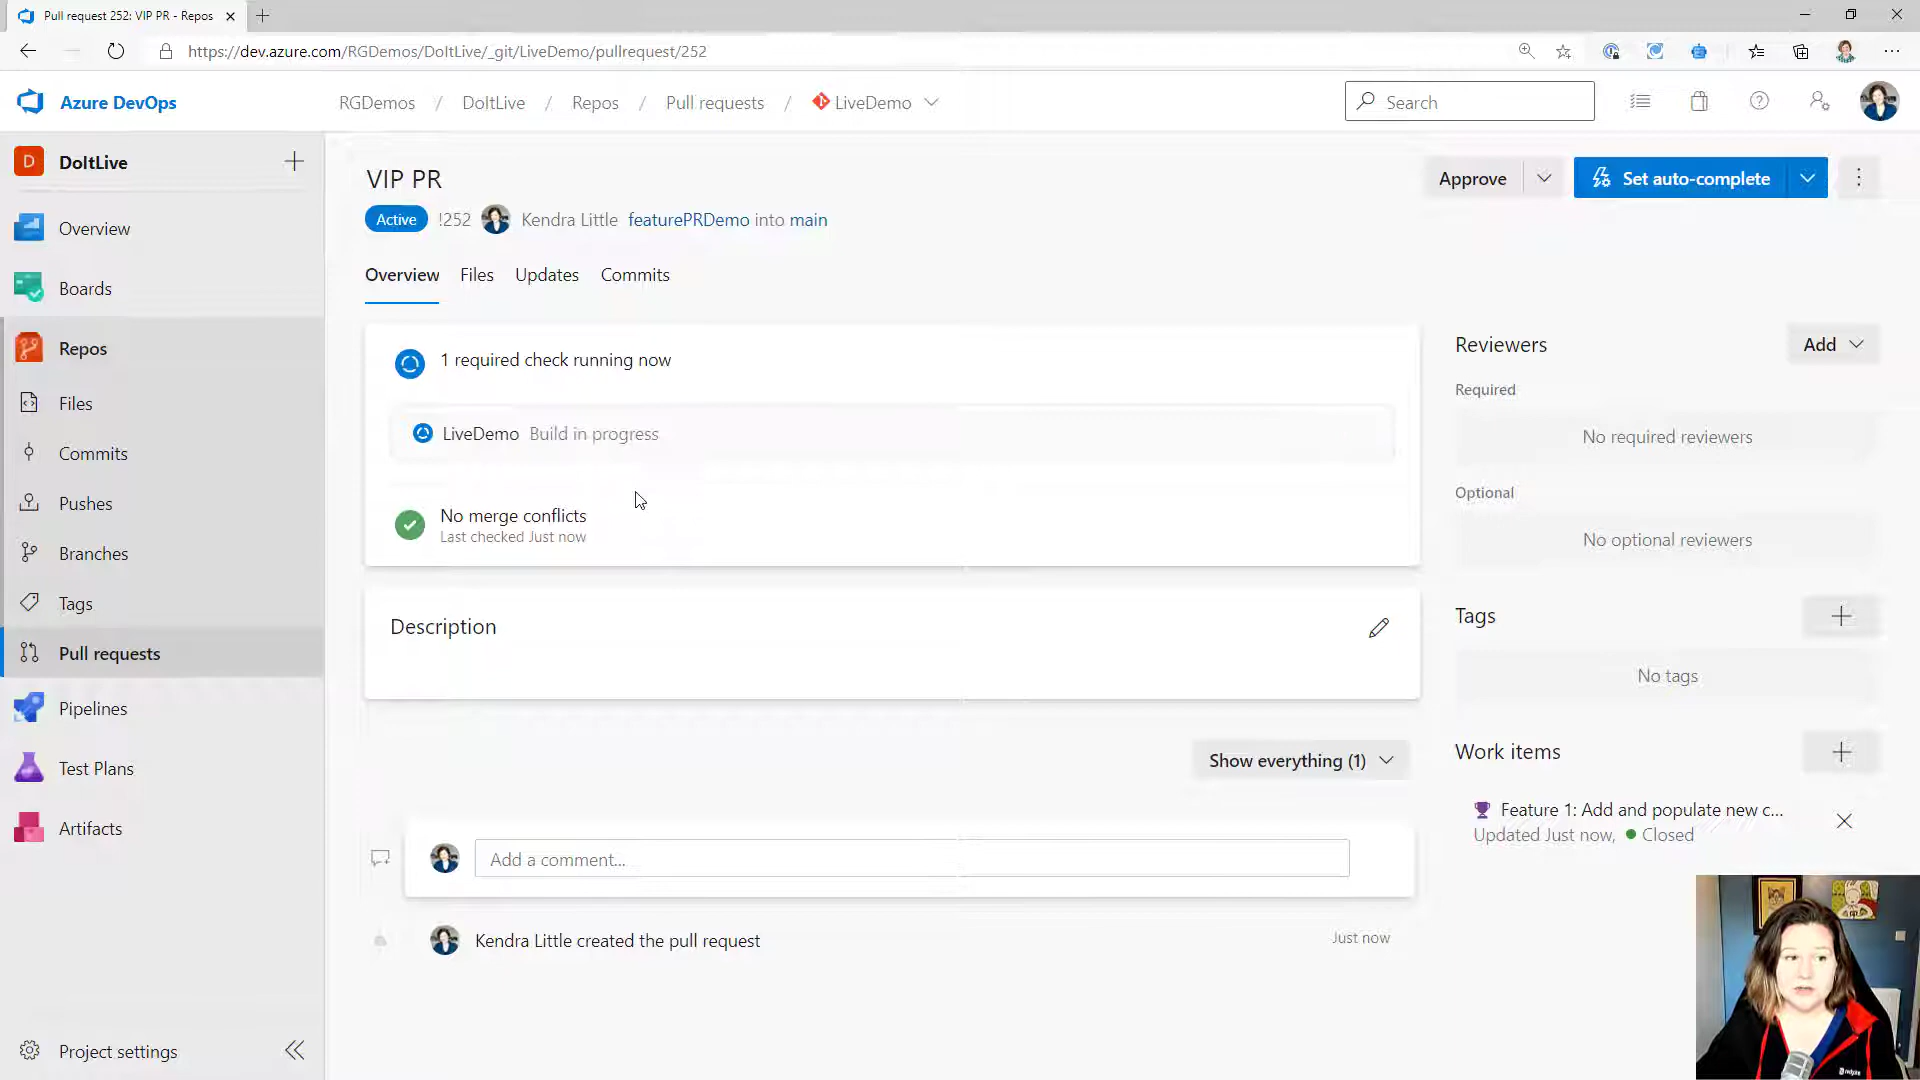 Pull request 252: VIP PR - Repos
https://dev.azure.com/RGDemos/DoItLive/_git/LiveDemo/pullrequest/252
Azure DevOps
RGDemos / DoItLive / Repos / Pull requests / LiveDemo
Search
D DoItLive
Overview
Boards
Repos
Files
Commits
Pushes
Branches
Tags
Pull requests
Pipelines
Test Plans
Artifacts
Project settings
VIP PR
Approve
Set auto-complete
Active !252 Kendra Little featurePRDemo into main
Overview Files Updates Commits
1 required check running now
LiveDemo Build in progress
No merge conflicts
Last checked Just now
Description
Show everything (1)
Add a comment...
Kendra Little created the pull request
Just now
Reviewers
Add
Required
No required reviewers
Optional
No optional reviewers
Tags
No tags
Work items
Feature 1: Add and populate new c...
Updated Just now, Closed
redgate